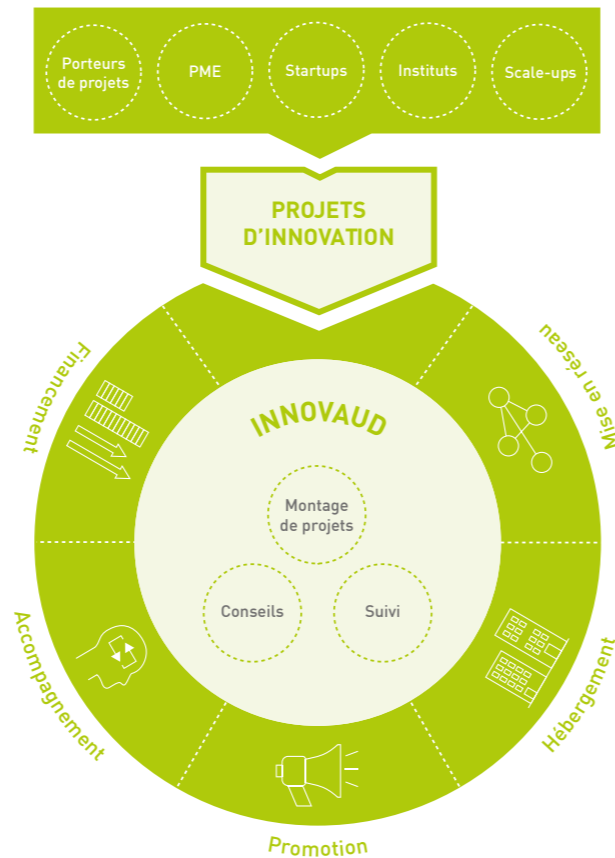 Porteurs
de projets
PME
Startups
Instituts
Scale-ups
PROJETS
D'INNOVATION
Financement
Mise en réseau
INNOVAUD
Montage
de projets
Conseils
Suivi
Accompagnement
Hébergement
Promotion